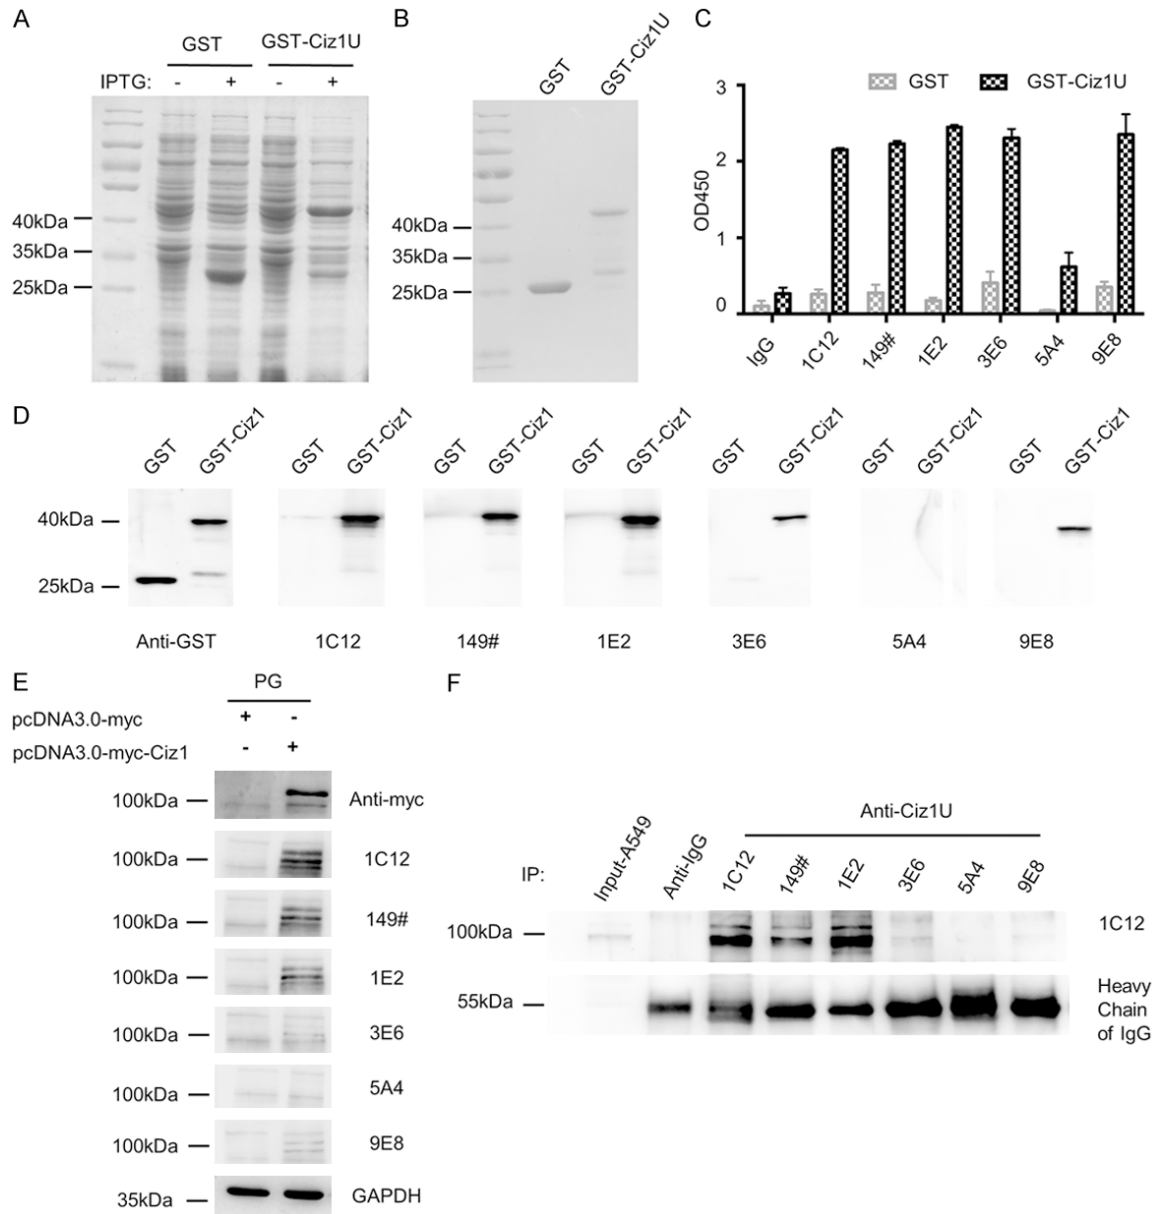 A
GST
GST-Ciz1U
IPTG:
-
+
-
+
40kDa
35kDa
25kDa
B
GST
GST-Ciz1U
40kDa
35kDa
25kDa
C
GST
GST-Ciz1U
OD450
3
2
1
0
IgG
1C12
149#
1E2
3E6
5A4
9E8
D
GST
GST-Ciz1
GST
GST-Ciz1
GST
GST-Ciz1
GST
GST-Ciz1
GST
GST-Ciz1
GST
GST-Ciz1
GST
GST-Ciz1
40kDa
25kDa
Anti-GST
1C12
149#
1E2
3E6
5A4
9E8
E
PG
pcDNA3.0-myc
+
-
pcDNA3.0-myc-Ciz1
-
+
100kDa
Anti-myc
100kDa
1C12
100kDa
149#
100kDa
1E2
100kDa
3E6
100kDa
5A4
100kDa
9E8
35kDa
GAPDH
F
Anti-Ciz1U
IP:
Input-A549
Anti-IgG
1C12
149#
1E2
3E6
5A4
9E8
100kDa
1C12
55kDa
Heavy
Chain
of IgG